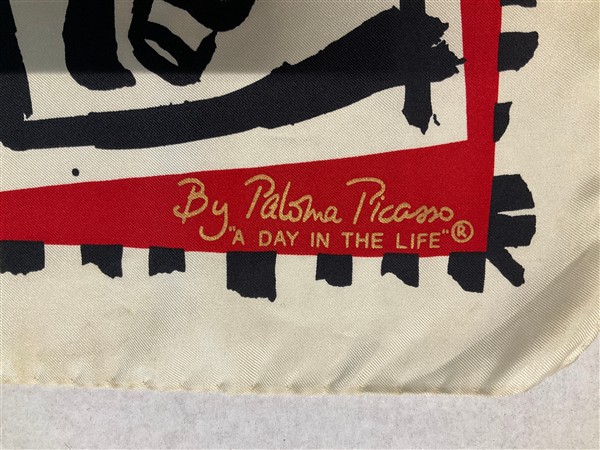 By Paloma Picasso
"A DAY IN THE LIFE"®